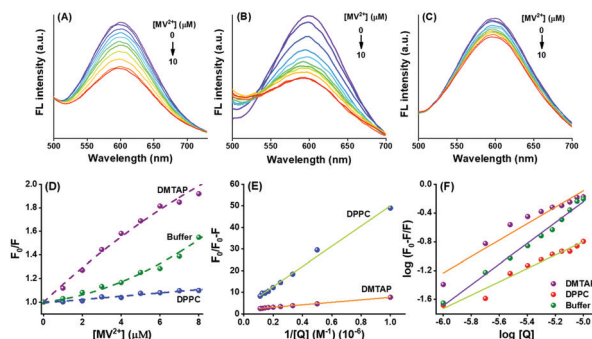 (A)
[MV2+] (µM)
0
10
FL intensity (a.u.)
500 550 600 650 700
Wavelength (nm)
(B)
[MV2+] (µM)
0
10
FL intensity (a.u.)
500 550 600 650 700
Wavelength (nm)
(C)
[MV2+] (µM)
0
10
FL intensity (a.u.)
500 550 600 650 700
Wavelength (nm)
(D)
DMTAP
Buffer
DPPC
F0/F
2.0
1.8
1.6
1.4
1.2
1.0
0 2 4 6 8
[MV2+] (µM)
(E)
DPPC
DMTAP
F0/F0-F
60
50
40
30
20
10
0
0.0 0.2 0.4 0.6 0.8 1.0
1/[Q] (M-1) (10-6)
(F)
DMTAP
DPPC
Buffer
log (F0-F/F)
0.0
-0.4
-0.8
-1.2
-1.6
-6.0 -5.8 -5.6 -5.4 -5.2 -5.0
log [Q]